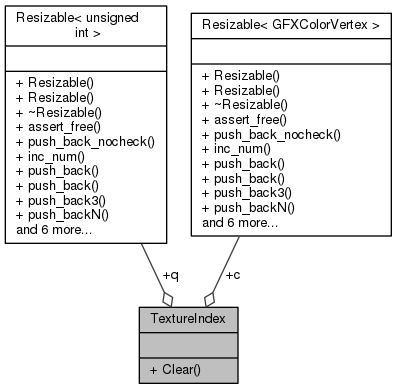 Resizable< unsigned
int >
+ Resizable()
+ Resizable()
+ ~Resizable()
+ assert_free()
+ push_back_nocheck()
+ inc_num()
+ push_back()
+ push_back()
+ push_back3()
+ push_backN()
and 6 more...
Resizable< GFXColorVertex >
+ Resizable()
+ Resizable()
+ ~Resizable()
+ assert_free()
+ push_back_nocheck()
+ inc_num()
+ push_back()
+ push_back()
+ push_back3()
+ push_backN()
and 6 more...
+q
+c
TextureIndex
+ Clear()